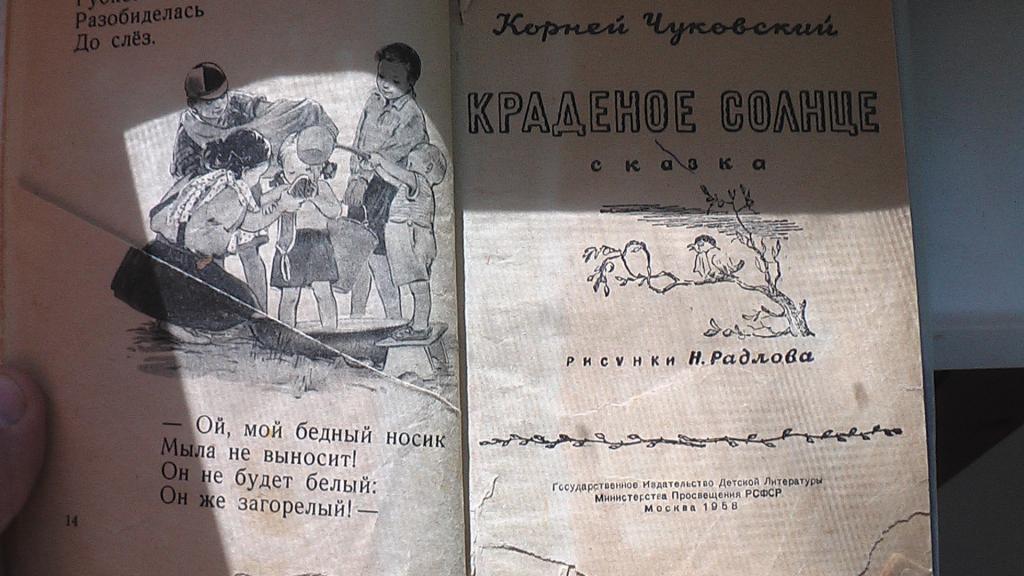 Разобиделась
До слёз.
— Ой, мой бедный носик
Мыла не выносит!
Он не будет белый:
Он же загорелый! —
14
Корней Чуковский
КРАДЕНОЕ СОЛНЦЕ
сказка
РИСУНКИ Н. Радлова
Государственное Издательство Детской Литературы
Министерства Просвещения РСФСР
Москва 1958